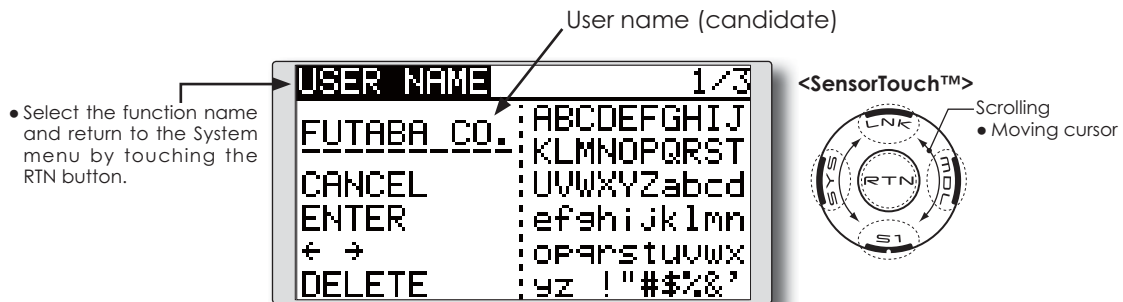 User name (candidate)
● Select the function name
and return to the System
menu by touching the
RTN button.
USER NAME 1/3
FUTABA CO.
CANCEL
ENTER
← →
DELETE
ABCDEFGHIJ
KLMNOPQRST
UVWXYZabcd
efghijklmn
opqrstuvwx
yz !"#$%&'
<SensorTouch™>
Scrolling
● Moving cursor
LNK
SYS
RTN
MDL
S1